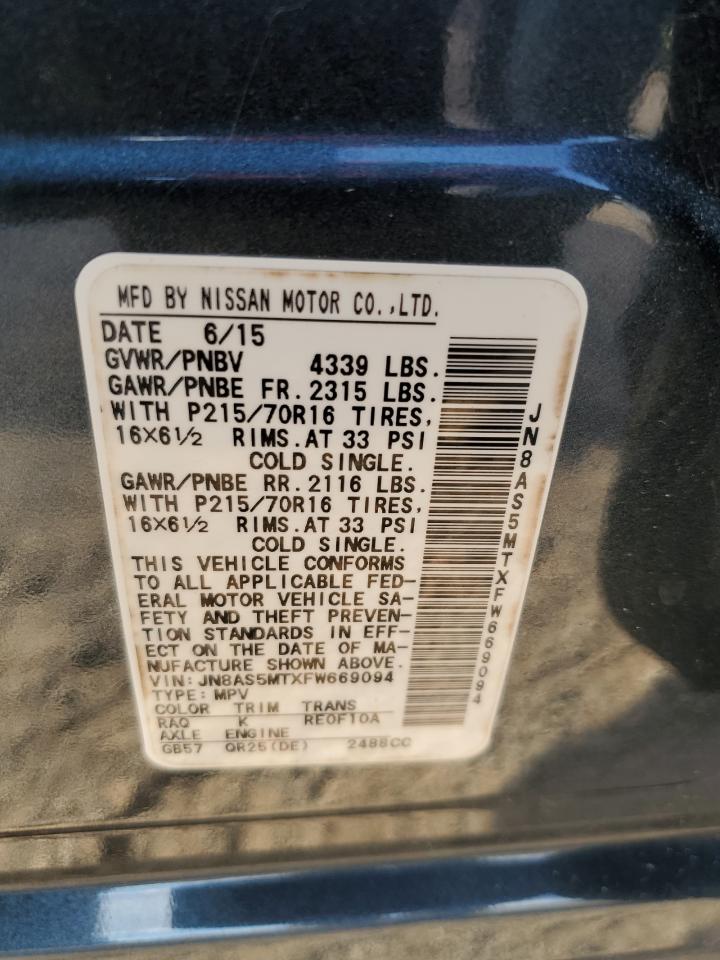 MFD BY NISSAN MOTOR CO.,LTD.
DATE 6/15
GVWR/PNBV 4339 LBS.
GAWR/PNBE FR.2315 LBS.
WITH P215/70R16 TIRES,
16X6½ RIMS.AT 33 PSI
COLD SINGLE.
GAWR/PNBE RR.2116 LBS.
WITH P215/70R16 TIRES,
16X6½ RIMS.AT 33 PSI
COLD SINGLE.
THIS VEHICLE CONFORMS
TO ALL APPLICABLE FED-
ERAL MOTOR VEHICLE SA-
FETY AND THEFT PREVEN-
TION STANDARDS IN EFF-
ECT ON THE DATE OF MA-
NUFACTURE SHOWN ABOVE.
VIN:JN8AS5MTXFW669094
TYPE:MPV
COLOR TRIM TRANS
RAQ K RE0F10A
AXLE ENGINE
GB57 QR25(DE) 2488CC
JN8AS5MTXFW669094